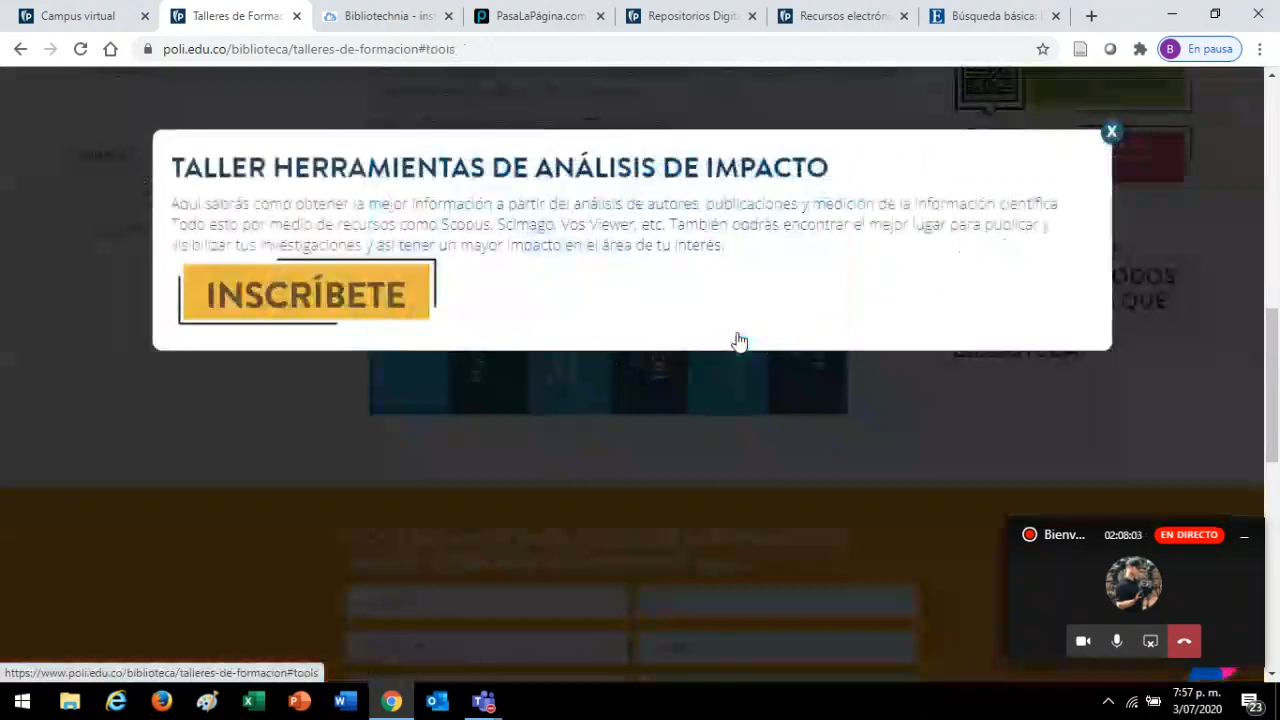 Campus virtual
Talleres de Formac
Bibliotechnia - ins
PasaLaPágina.com
Repositorios Digit
Recursos electróni
Búsqueda básica:
poli.edu.co/biblioteca/talleres-de-formacion#tools
B En pausa
X
TALLER HERRAMIENTAS DE ANÁLISIS DE IMPACTO
Aquí sabrás como obtener la mejor información a partir del análisis de autores, publicaciones y medición de la información científica
Todo esto por medio de recursos como Scopus, Scimago, Vos Viewer, etc. También podrás encontrar el mejor lugar para publicar y
visibilizar tus investigaciones y así tener un mayor impacto en el área de tu interés.
INSCRÍBETE
ODOS
QUE
Bienv...
02:08:03
EN DIRECTO
https://www.poli.edu.co/biblioteca/talleres-de-formacion#tools
7:57 p. m.
3/07/2020
23